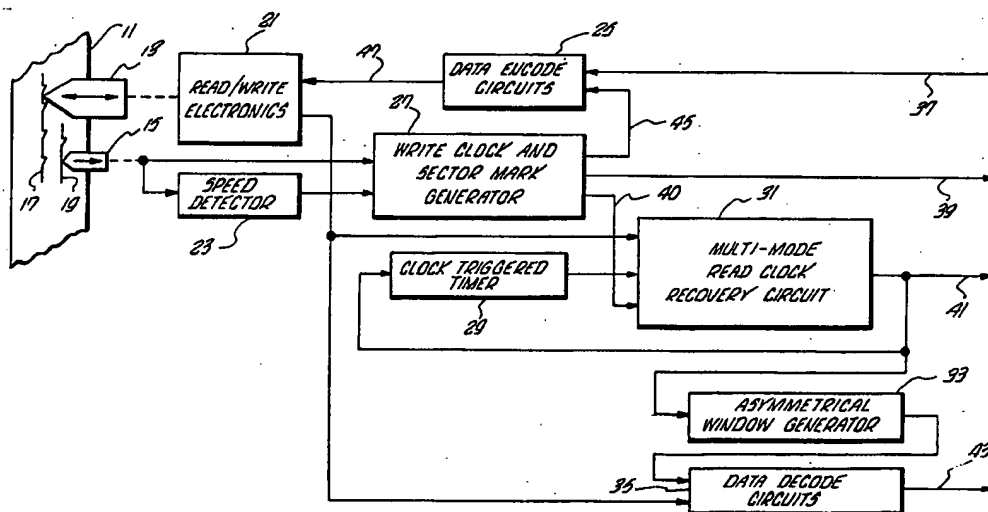 11
13
15
17
19
21
READ/WRITE
ELECTRONICS
47
25
DATA ENCODE
CIRCUITS
37
27
WRITE CLOCK AND
SECTOR MARK
GENERATOR
45
39
SPEED
DETECTOR
23
40
31
MULTI-MODE
READ CLOCK
RECOVERY CIRCUIT
41
CLOCK TRIGGERED
TIMER
29
33
ASYMMETRICAL
WINDOW GENERATOR
35
DATA DECODE
CIRCUITS
43